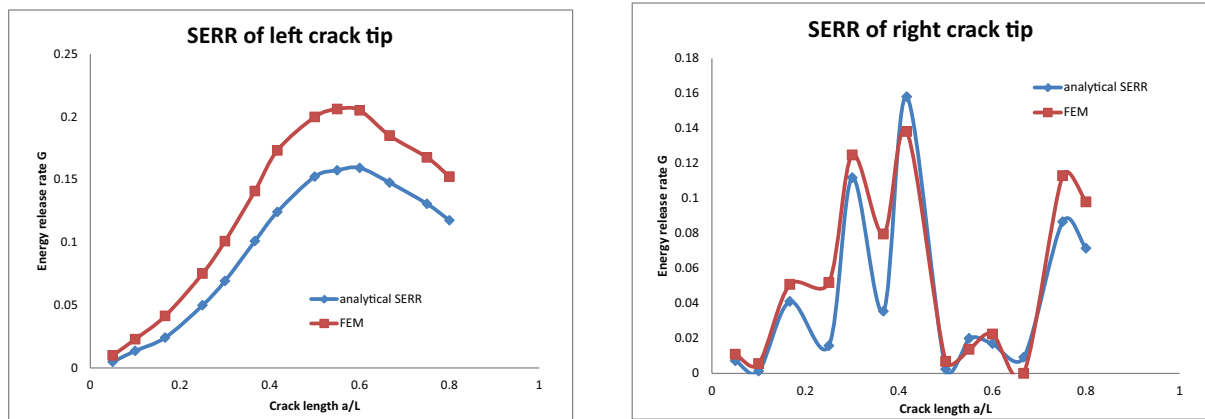 SERR of left crack tip
0.25
0.2
0.15
0.1
0.05
0
Energy release rate G
analytical SERR
FEM
0 0.2 0.4 0.6 0.8 1
Crack length a/L
SERR of right crack tip
0.18
0.16
0.14
0.12
0.1
0.08
0.06
0.04
0.02
0
Energy release rate G
analytical SERR
FEM
0 0.2 0.4 0.6 0.8 1
Crack length a/L